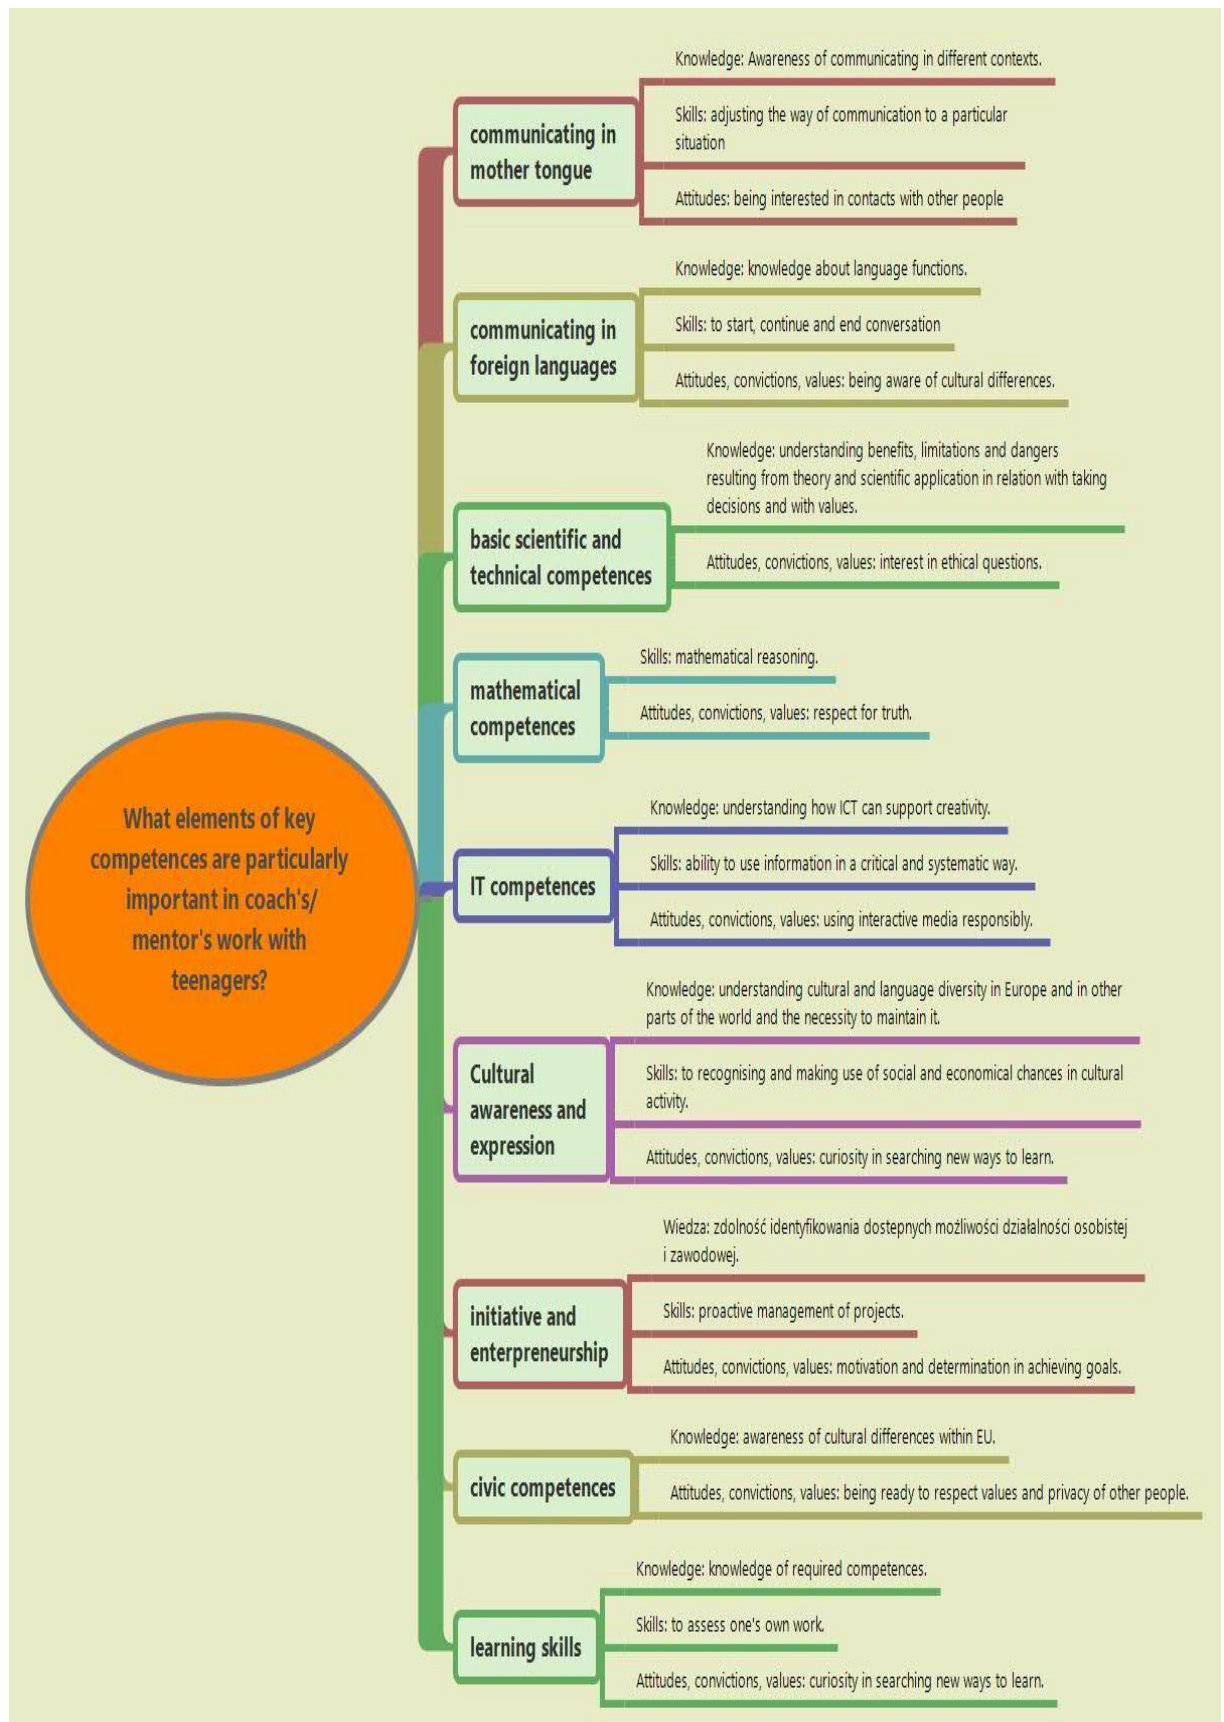 What elements of key
competences are particularly
important in coach's/
mentor's work with
teenagers?
communicating in
mother tongue
Knowledge: Awareness of communicating in different contexts.
Skills: adjusting the way of communication to a particular
situation
Attitudes: being interested in contacts with other people
communicating in
foreign languages
Knowledge: knowledge about language functions.
Skills: to start, continue and end conversation
Attitudes, convictions, values: being aware of cultural differences.
basic scientific and
technical competences
Knowledge: understanding benefits, limitations and dangers
resulting from theory and scientific application in relation with taking
decisions and with values.
Attitudes, convictions, values: interest in ethical questions.
mathematical
competences
Skills: mathematical reasoning.
Attitudes, convictions, values: respect for truth.
IT competences
Knowledge: understanding how ICT can support creativity.
Skills: ability to use information in a critical and systematic way.
Attitudes, convictions, values: using interactive media responsibly.
Cultural
awareness and
expression
Knowledge: understanding cultural and language diversity in Europe and in other
parts of the world and the necessity to maintain it.
Skills: to recognising and making use of social and economical chances in cultural
activity.
Attitudes, convictions, values: curiosity in searching new ways to learn.
initiative and
enterpreneurship
Wiedza: zdolność identyfikowania dostepnych możliwości działalności osobistej
i zawodowej.
Skills: proactive management of projects.
Attitudes, convictions, values: motivation and determination in achieving goals.
civic competences
Knowledge: awareness of cultural differences within EU.
Attitudes, convictions, values: being ready to respect values and privacy of other people.
learning skills
Knowledge: knowledge of required competences.
Skills: to assess one's own work.
Attitudes, convictions, values: curiosity in searching new ways to learn.